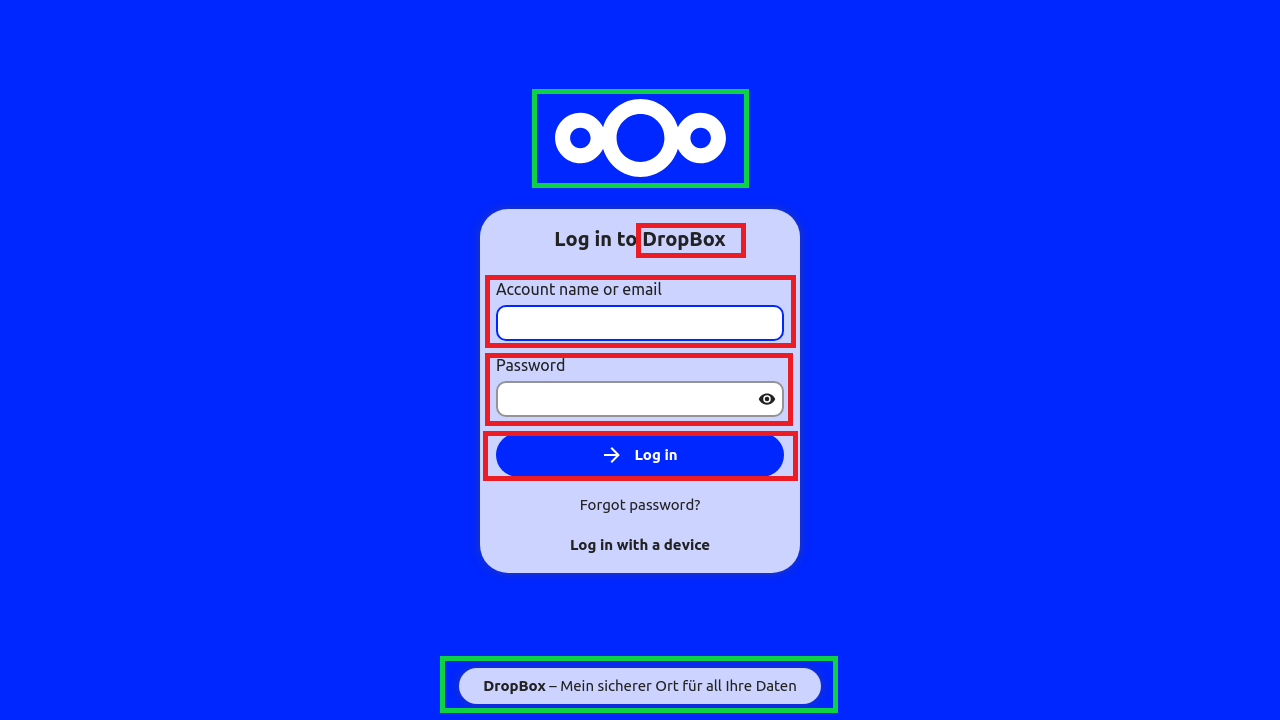 Log in to DropBox
Account name or email
Password
Log in
Forgot password?
Log in with a device
DropBox – Mein sicherer Ort für all Ihre Daten